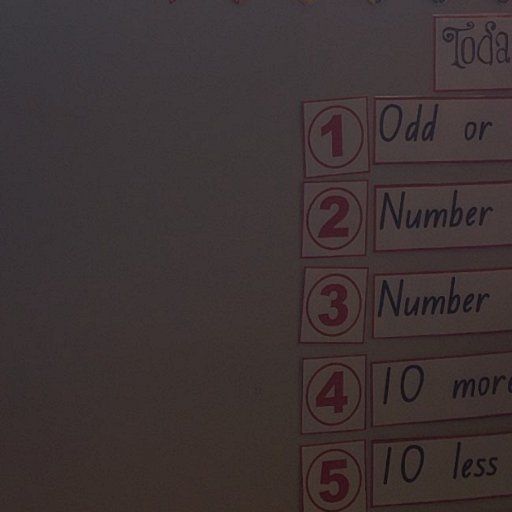 Toda
1 Odd or
2 Number
3 Number
4 10 more
5 10 less